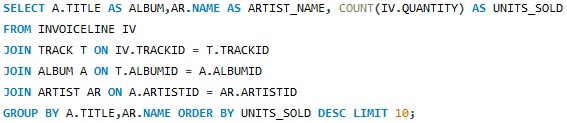 SELECT A.TITLE AS ALBUM,AR.NAME AS ARTIST_NAME, COUNT(IV.QUANTITY) AS UNITS_SOLD
FROM INVOICELINE IV
JOIN TRACK T ON IV.TRACKID = T.TRACKID
JOIN ALBUM A ON T.ALBUMID = A.ALBUMID
JOIN ARTIST AR ON A.ARTISTID = AR.ARTISTID
GROUP BY A.TITLE,AR.NAME ORDER BY UNITS_SOLD DESC LIMIT 10;